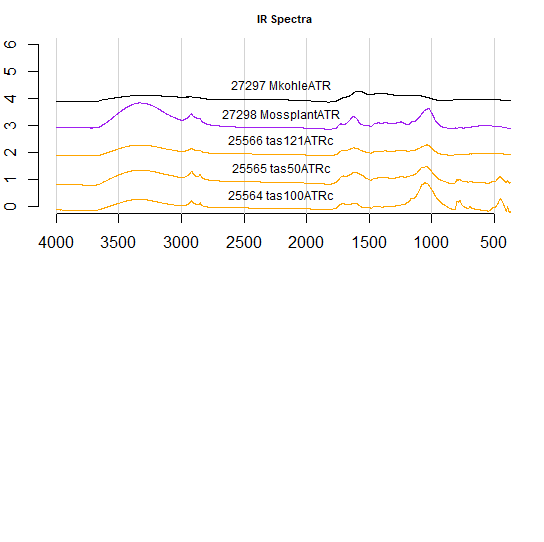 IR Spectra
6
5
4
3
2
1
0
27297 MkohleATR
27298 MossplantATR
25566 tas121ATRc
25565 tas50ATRc
25564 tas100ATRc
4000 3500 3000 2500 2000 1500 1000 500